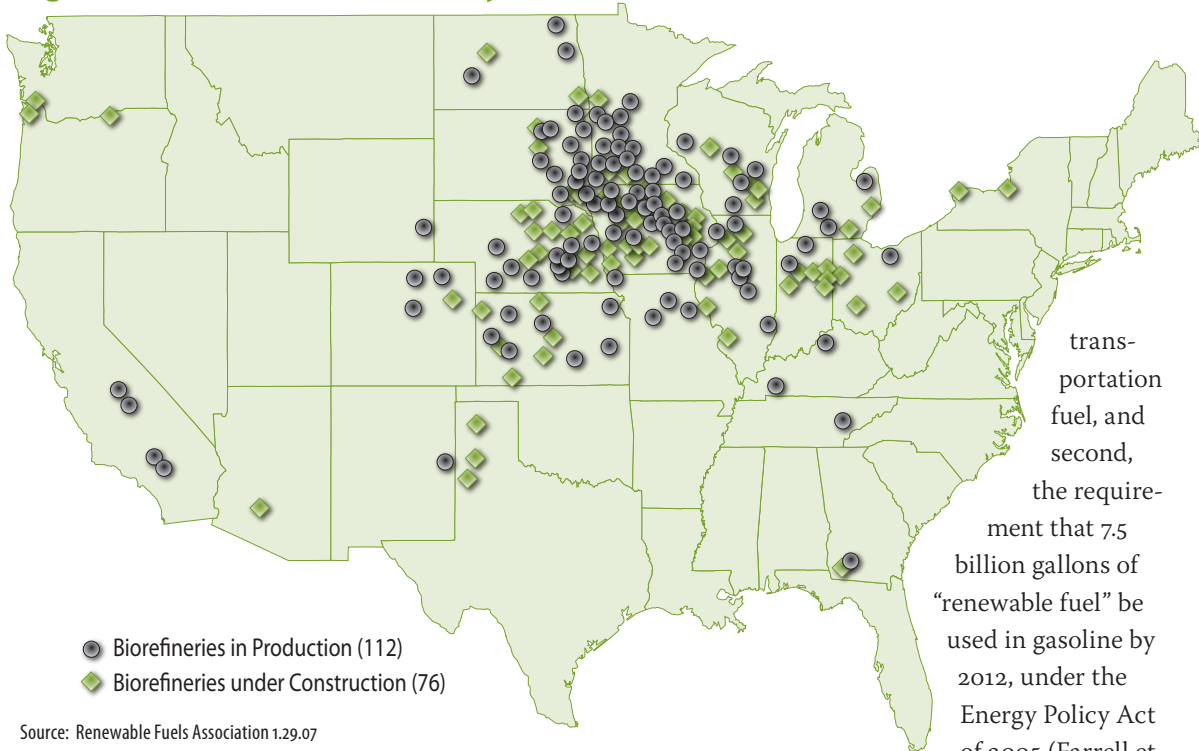 trans-
portation
fuel, and
second,
the require-
ment that 7.5
billion gallons of
“renewable fuel” be
used in gasoline by
2012, under the
Energy Policy Act
Biorefineries in Production (112)
Biorefineries under Construction (76)
Source: Renewable Fuels Association 1.29.07